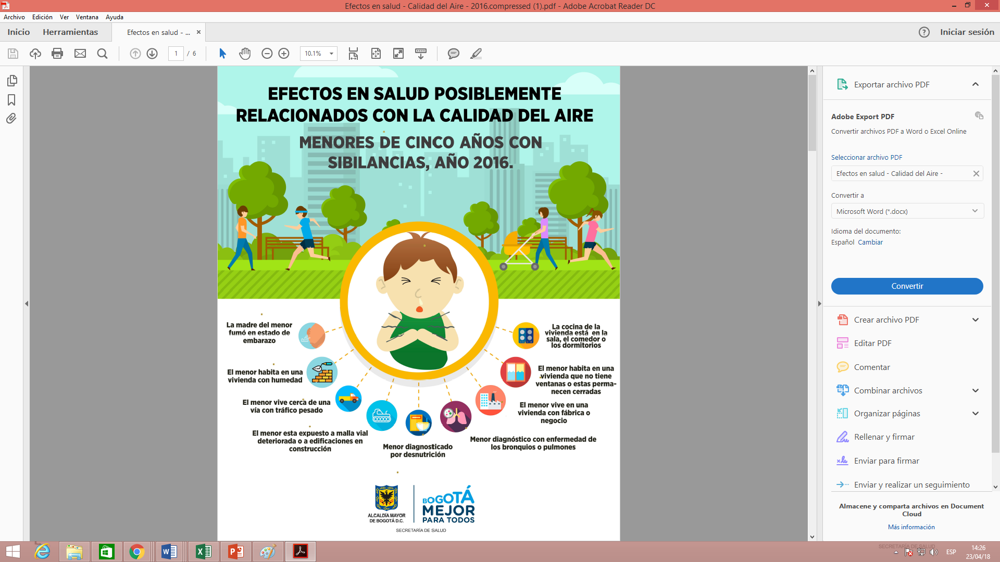 Efectos en salud - Calidad del Aire - 2016.compressed (1).pdf - Adobe Acrobat Reader DC
Archivo Edición Ver Ventana Ayuda
Inicio Herramientas Efectos en salud - ... × Iniciar sesión
1 / 6 10.1%
EFECTOS EN SALUD POSIBLEMENTE
RELACIONADOS CON LA CALIDAD DEL AIRE
MENORES DE CINCO AÑOS CON
SIBILANCIAS, AÑO 2016.
La madre del menor
fumó en estado de
embarazo
El menor habita en una
vivienda con humedad
El menor vive cerca de una
vía con tráfico pesado
El menor esta expuesto a malla vial
deteriorada o a edificaciones en
construcción
Menor diagnosticado
por desnutrición
Menor diagnóstico con enfermedad de
los bronquios o pulmones
El menor vive en una
vivienda con fábrica o
negocio
El menor habita en una
vivienda que no tiene
ventanas o estas perma-
necen cerradas
La cocina de la
vivienda está en la
sala, el comedor o
los dormitorios
ALCALDÍA MAYOR
DE BOGOTÁ D.C.
BOGOTÁ
MEJOR
PARA TODOS
SECRETARÍA DE SALUD
Exportar archivo PDF
Adobe Export PDF
Convertir archivos PDF a Word o Excel Online
Seleccionar archivo PDF
Efectos en salud - Calidad del Aire -
Convertir a
Microsoft Word (*.docx)
Idioma del documento:
Español Cambiar
Convertir
Crear archivo PDF
Editar PDF
Comentar
Combinar archivos
Organizar páginas
Rellenar y firmar
Enviar para firmar
Enviar y realizar un seguimiento
Almacene y comparta archivos en Document
Cloud
Más información
SECRETARÍA DE SALUD
ESP
14:26
23/04/18